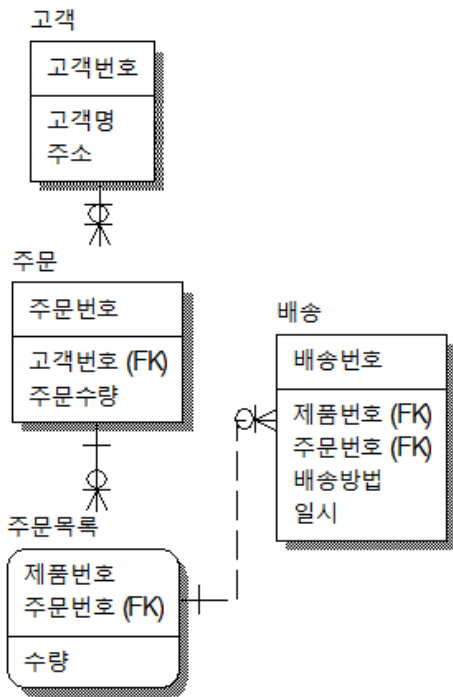 고객
고객번호
고객명
주소
주문
주문번호
고객번호 (FK)
주문수량
배송
배송번호
제품번호 (FK)
주문번호 (FK)
배송방법
일시
주문목록
제품번호
주문번호 (FK)
수량